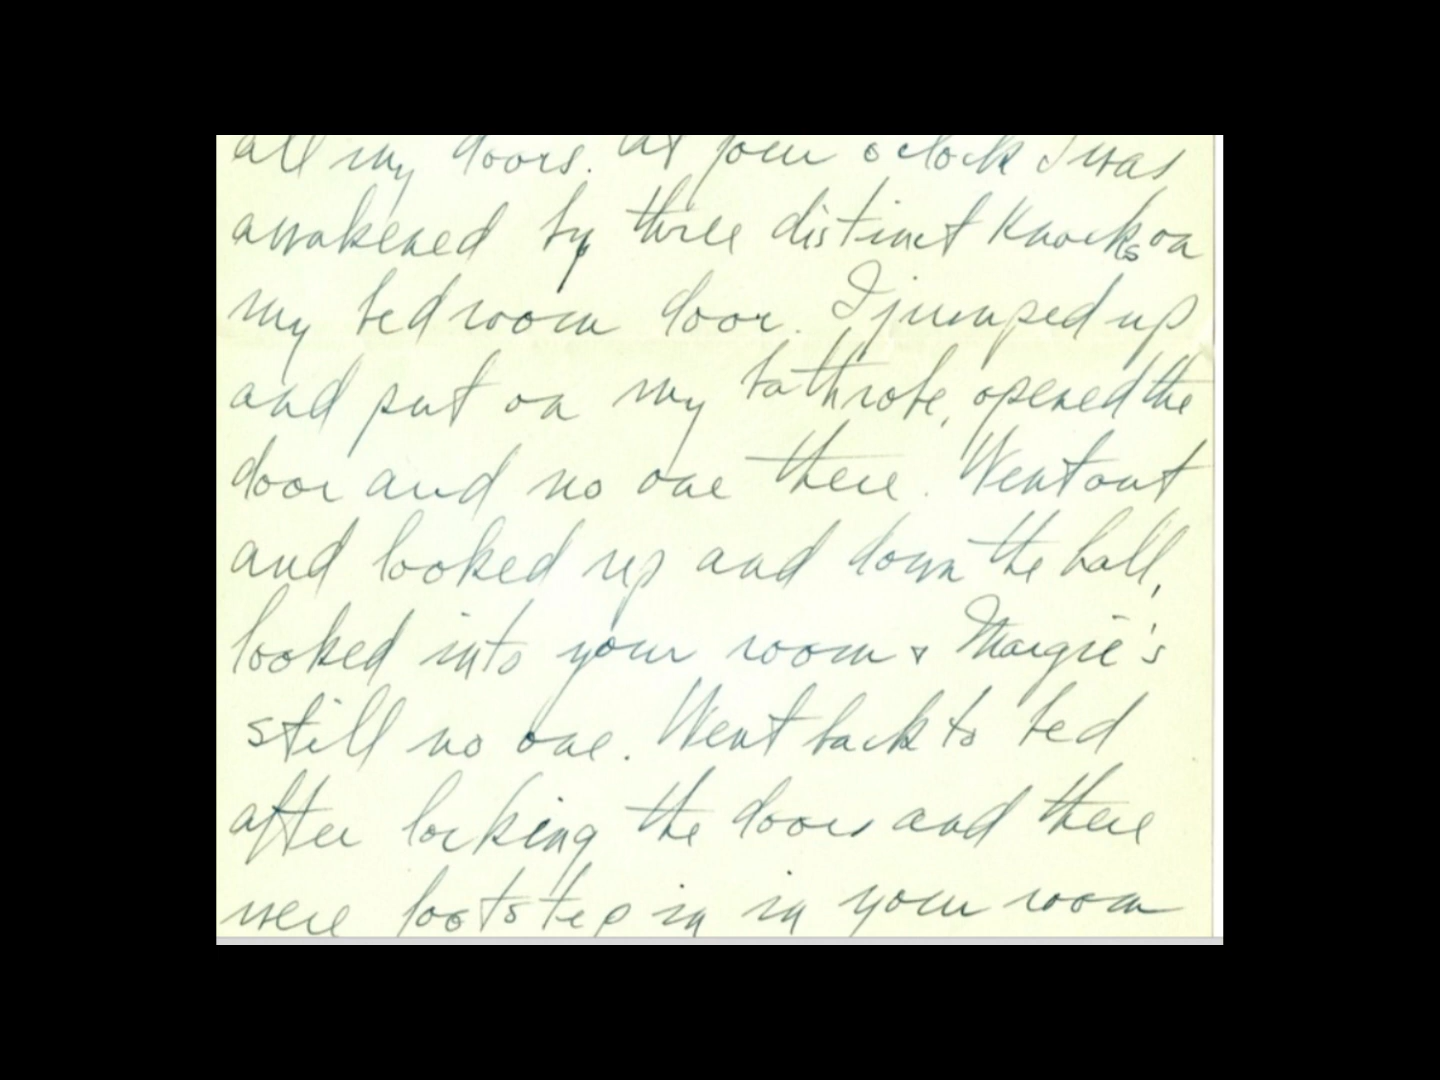 all my doors. At four o'clock I was
awakened by three distinct knocks on
my bedroom door. I jumped up
and put on my bathrobe, opened the
door and no one there. Went out
and looked up and down the hall,
looked into your room & Margie's
still no one. Went back to bed
after locking the doors and there
were footsteps in in your room